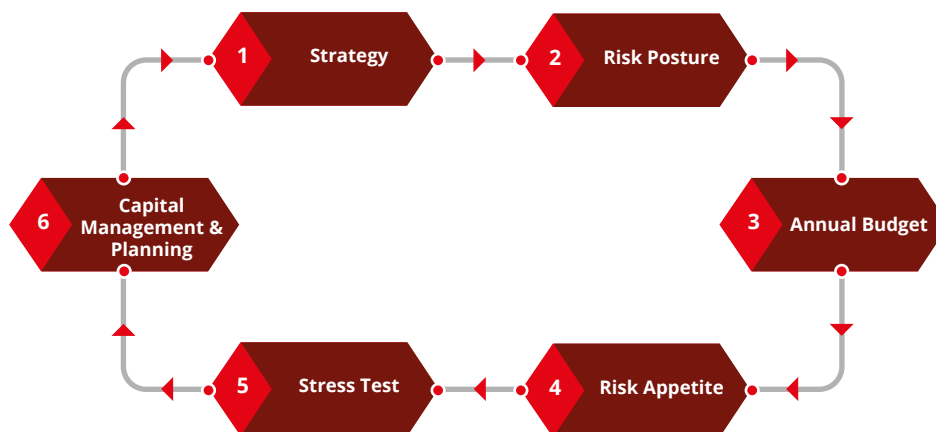 1
Strategy
2
Risk Posture
3
Annual Budget
4
Risk Appetite
5
Stress Test
6
Capital
Management &
Planning